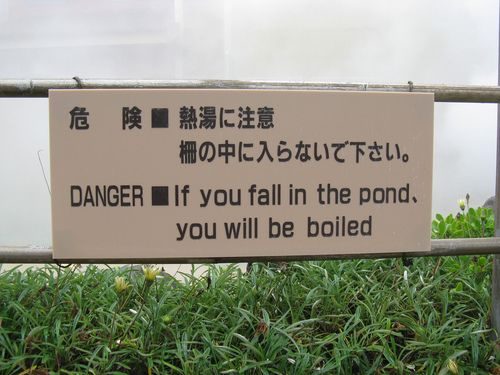 危 険■熱湯に注意
柵の中に入らないで下さい。
DANGER■If you fall in the pond、
you will be boiled